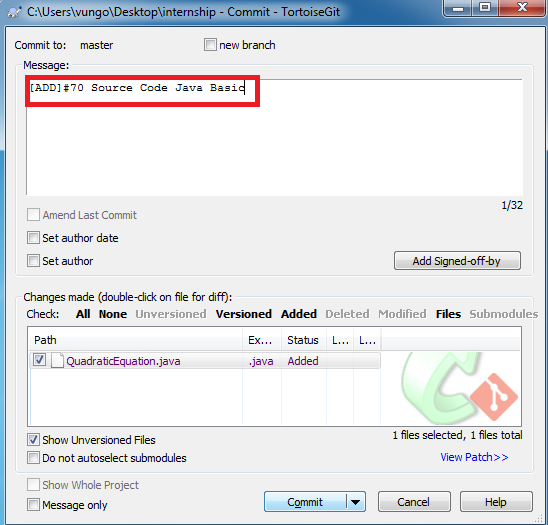 C:\Users\vungo\Desktop\internship - Commit - TortoiseGit
Commit to: master new branch
Message:
[ADD]#70 Source Code Java Basic
1/32
Amend Last Commit
Set author date
Set author
Add Signed-off-by
Changes made (double-click on file for diff):
Check: All None Unversioned Versioned Added Deleted Modified Files Submodules
Path Ex... Status L... L...
QuadraticEquation.java .java Added
Show Unversioned Files
1 files selected, 1 files total
Do not autoselect submodules
View Patch>>
Show Whole Project
Message only
Commit Cancel Help